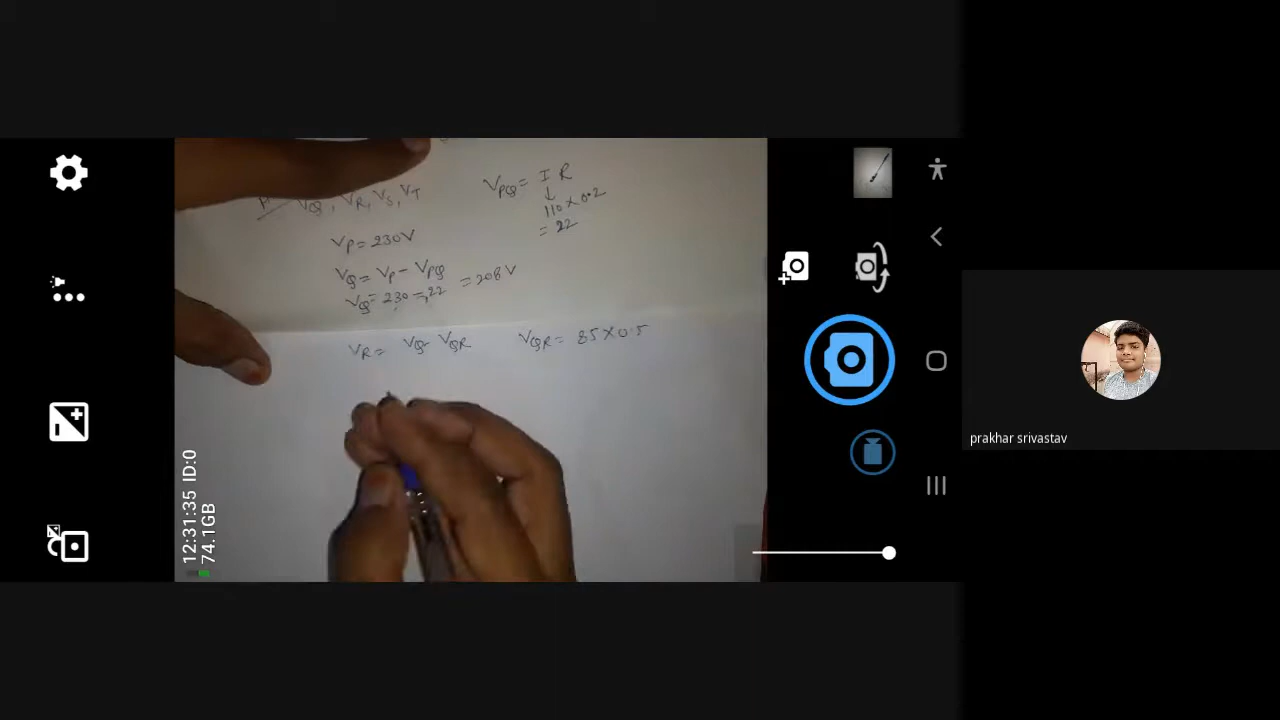 V_Q, V_R, V_S, V_T
V_PQ = I R
↓
110 × 0.2
= 22
V_P = 230V
V_Q = V_P - V_PQ
V_Q = 230 - 22 = 208 V
V_R = V_Q - V_QR
V_QR = 85 × 0.5
12:31:35 ID:0
74.1GB
prakhar srivastav